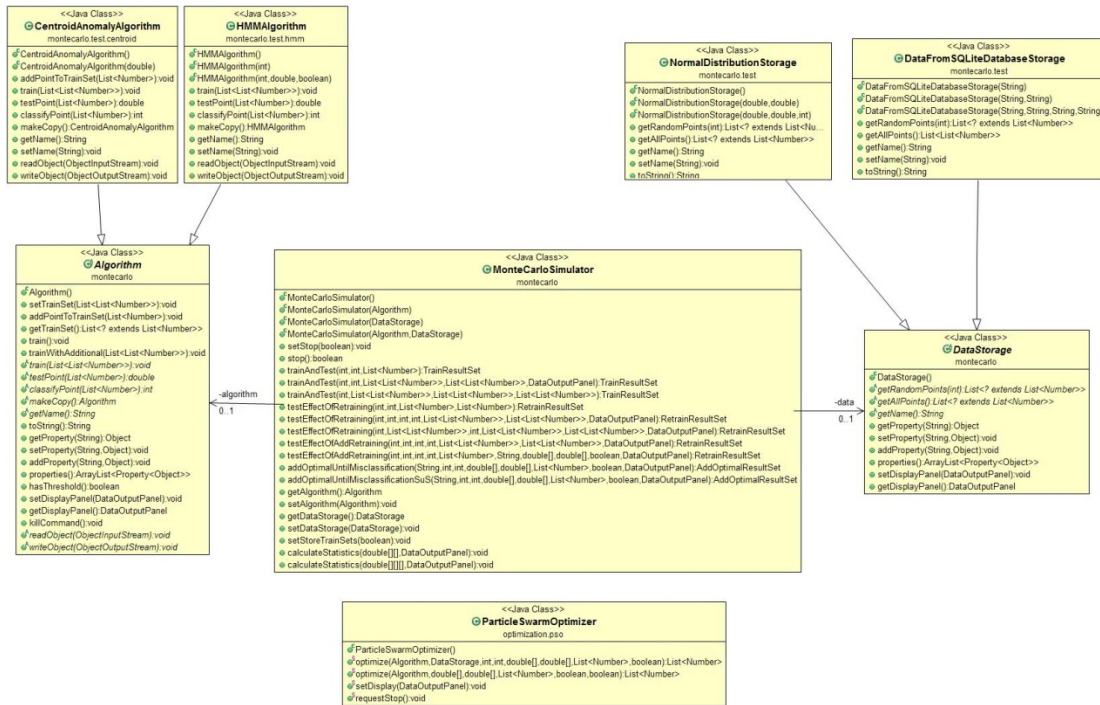 <<Java Class>>
CentroidAnomalyAlgorithm
montecarlo.test.centroid
CentroidAnomalyAlgorithm()
CentroidAnomalyAlgorithm(double)
addPointToTrainSet(List<Number>):void
train(List<List<Number>>):void
testPoint(List<Number>):double
classifyPoint(List<Number>):int
makeCopy():CentroidAnomalyAlgorithm
getName():String
setName(String):void
readObject(ObjectInputStream):void
writeObject(ObjectOutputStream):void
<<Java Class>>
HMMAlgorithm
montecarlo.test.hmm
HMMAlgorithm()
HMMAlgorithm(int)
HMMAlgorithm(int,double,boolean)
train(List<List<Number>>):void
testPoint(List<Number>):double
classifyPoint(List<Number>):int
makeCopy():HMMAlgorithm
getName():String
setName(String):void
readObject(ObjectInputStream):void
writeObject(ObjectOutputStream):void
<<Java Class>>
NormalDistributionStorage
montecarlo.test
NormalDistributionStorage()
NormalDistributionStorage(double,double)
NormalDistributionStorage(double,double,int)
getRandomPoints(int):List<? extends List<Nu...
getAllPoints():List<? extends List<Number>>
getName():String
setName(String):void
toString():String
<<Java Class>>
DataFromSQLiteDatabaseStorage
montecarlo.test
DataFromSQLiteDatabaseStorage(String)
DataFromSQLiteDatabaseStorage(String,String)
DataFromSQLiteDatabaseStorage(String,String,String,String)
getRandomPoints(int):List<? extends List<Number>>
getAllPoints():List<List<Number>>
getName():String
setName(String):void
toString():String
<<Java Class>>
Algorithm
montecarlo
Algorithm()
setTrainSet(List<List<Number>>):void
addPointToTrainSet(List<Number>):void
getTrainSet():List<? extends List<Number>>
train():void
trainWithAdditional(List<List<Number>>):void
train(List<List<Number>>):void
testPoint(List<Number>):double
classifyPoint(List<Number>):int
makeCopy():Algorithm
getName():String
toString():String
getProperty(String):Object
setProperty(String,Object):void
addProperty(String,Object):void
properties():ArrayList<Property<Object>>
hasThreshold():boolean
setDisplayPanel(DataOutputPanel):void
getDisplayPanel():DataOutputPanel
killCommand():void
readObject(ObjectInputStream):void
writeObject(ObjectOutputStream):void
-algorithm
0..1
<<Java Class>>
MonteCarloSimulator
montecarlo
MonteCarloSimulator()
MonteCarloSimulator(Algorithm)
MonteCarloSimulator(DataStorage)
MonteCarloSimulator(Algorithm,DataStorage)
setStop(boolean):void
stop():boolean
trainAndTest(int,int,List<Number>):TrainResultSet
trainAndTest(int,int,List<List<Number>>,List<List<Number>>,DataOutputPanel):TrainResultSet
trainAndTest(int,List<List<Number>>,List<List<Number>>,List<List<Number>>):TrainResultSet
testEffectOfRetraining(int,int,List<Number>,List<Number>):RetrainResultSet
testEffectOfRetraining(int,int,int,List<List<Number>>,List<List<Number>>,DataOutputPanel):RetrainResultSet
testEffectOfRetraining(int,List<List<Number>>,int,List<List<Number>>,List<List<Number>>,DataOutputPanel):RetrainResultSet
testEffectOfAddRetraining(int,int,int,int,List<List<Number>>,List<List<Number>>,DataOutputPanel):RetrainResultSet
testEffectOfAddRetraining(int,int,int,int,List<Number>,String,double[],double[],boolean,DataOutputPanel):RetrainResultSet
addOptimalUntilMisclassification(String,int,int,double[],double[],List<Number>,boolean,DataOutputPanel):AddOptimalResultSet
addOptimalUntilMisclassificationSuS(String,int,int,double[],double[],List<Number>,boolean,DataOutputPanel):AddOptimalResultSet
getAlgorithm():Algorithm
setAlgorithm(Algorithm):void
getDataStorage():DataStorage
setDataStorage(DataStorage):void
setStoreTrainSets(boolean):void
calculateStatistics(double[][],DataOutputPanel):void
calculateStatistics(double[][][],DataOutputPanel):void
-data
0..1
<<Java Class>>
DataStorage
montecarlo
DataStorage()
getRandomPoints(int):List<? extends List<Number>>
getAllPoints():List<? extends List<Number>>
getName():String
getProperty(String):Object
setProperty(String,Object):void
addProperty(String,Object):void
properties():ArrayList<Property<Object>>
setDisplayPanel(DataOutputPanel):void
getDisplayPanel():DataOutputPanel
<<Java Class>>
ParticleSwarmOptimizer
optimization.pso
ParticleSwarmOptimizer()
optimize(Algorithm,DataStorage,int,int,double[],double[],List<Number>,boolean):List<Number>
optimize(Algorithm,double[],double[],List<Number>,boolean,boolean):List<Number>
setDisplay(DataOutputPanel):void
requestStop():void